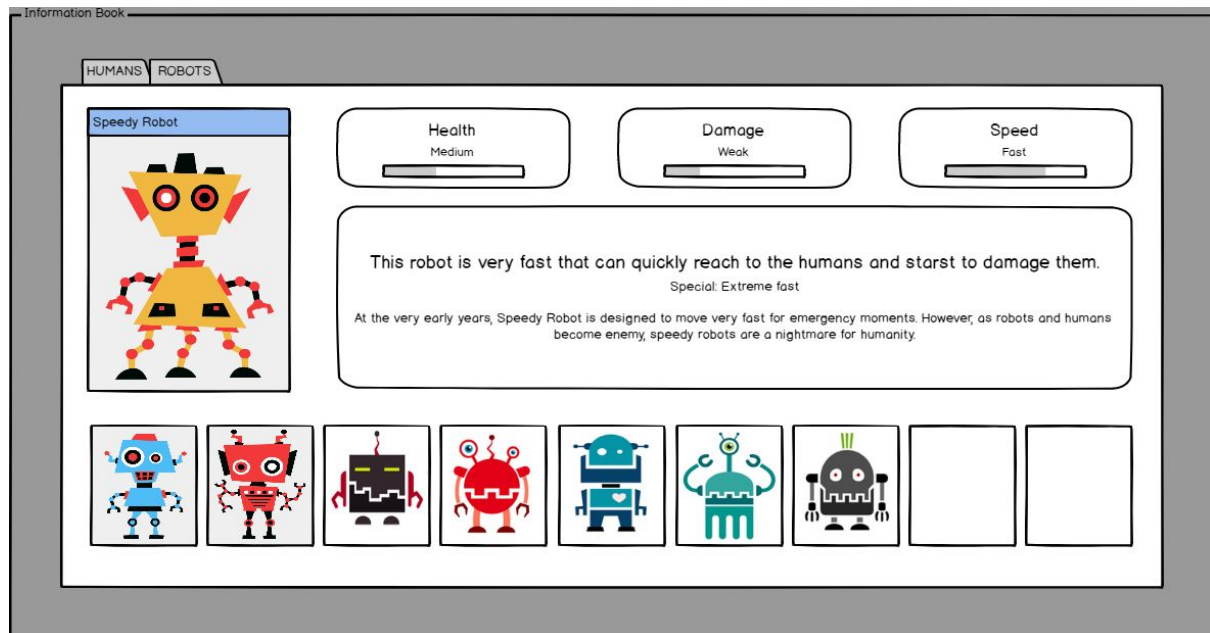 Information Book
HUMANS
ROBOTS
Speedy Robot
Health
Medium
Damage
Weak
Speed
Fast
This robot is very fast that can quickly reach to the humans and starst to damage them.
Special: Extreme fast
At the very early years, Speedy Robot is designed to move very fast for emergency moments. However, as robots and humans
become enemy, speedy robots are a nightmare for humanity.